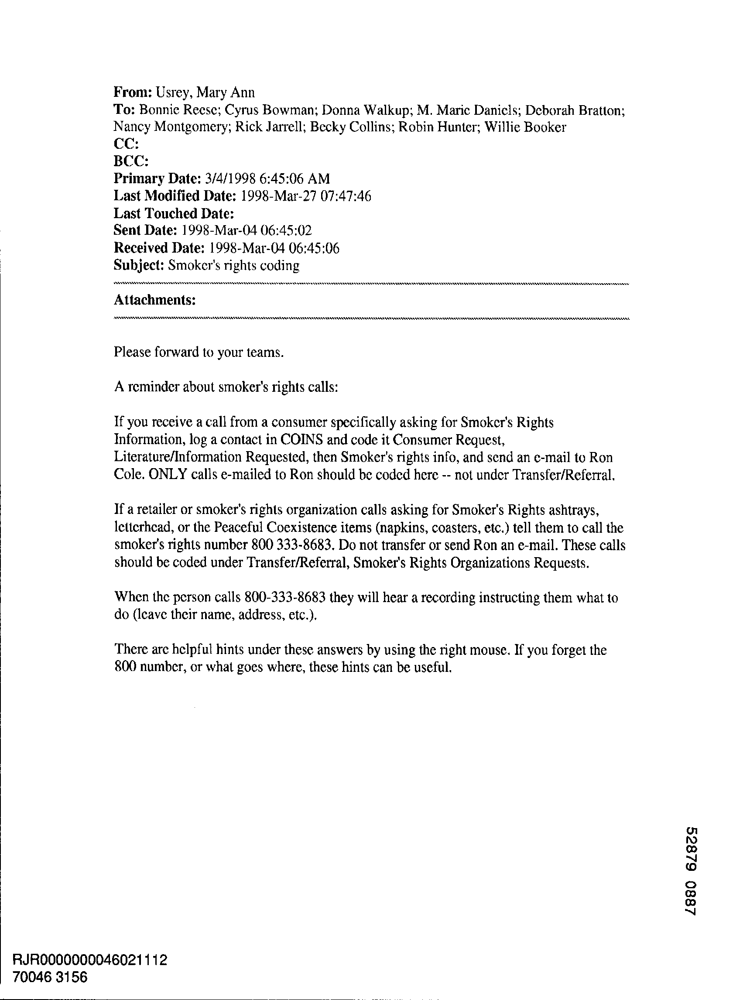 From: Usrey, Mary Ann
To: Bonnie Reese; Cyrus Bowman; Donna Walkup; M. Marie Daniels; Deborah Bratton;
Nancy Montgomery; Rick Jarrell; Becky Collins; Robin Hunter; Willie Booker
CC:
BCC:
Primary Date: 3/4/1998 6:45:06 AM
Last Modified Date: 1998-Mar-27 07:47:46
Last Touched Date:
Sent Date: 1998-Mar-04 06:45:02
Received Date: 1998-Mar-04 06:45:06
Subject: Smoker's rights coding
Attachments:
Please forward to your teams.
A reminder about smoker's rights calls:
If you receive a call from a consumer specifically asking for Smoker's Rights
Information, log a contact in COINS and code it Consumer Request,
Literature/Information Requested, then Smoker's rights info, and send an e-mail to Ron
Cole. ONLY calls e-mailed to Ron should be coded here -- not under Transfer/Referral.
If a retailer or smoker's rights organization calls asking for Smoker's Rights ashtrays,
letterhead, or the Peaceful Coexistence items (napkins, coasters, etc.) tell them to call the
smoker's rights number 800 333-8683. Do not transfer or send Ron an e-mail. These calls
should be coded under Transfer/Referral, Smoker's Rights Organizations Requests.
When the person calls 800-333-8683 they will hear a recording instructing them what to
do (leave their name, address, etc.).
There are helpful hints under these answers by using the right mouse. If you forget the
800 number, or what goes where, these hints can be useful.
52879 0887
RJR0000000046021112
70046 3156